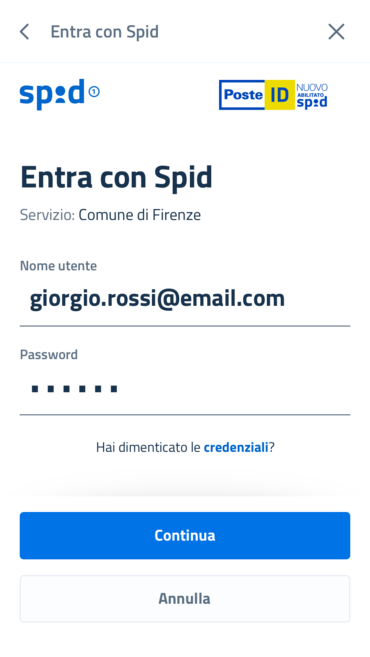 Entra con Spid
spid 1
Poste ID NUOVO
ABILITATO
spid
Entra con Spid
Servizio: Comune di Firenze
Nome utente
giorgio.rossi@email.com
Password
Hai dimenticato le credenziali?
Continua
Annulla